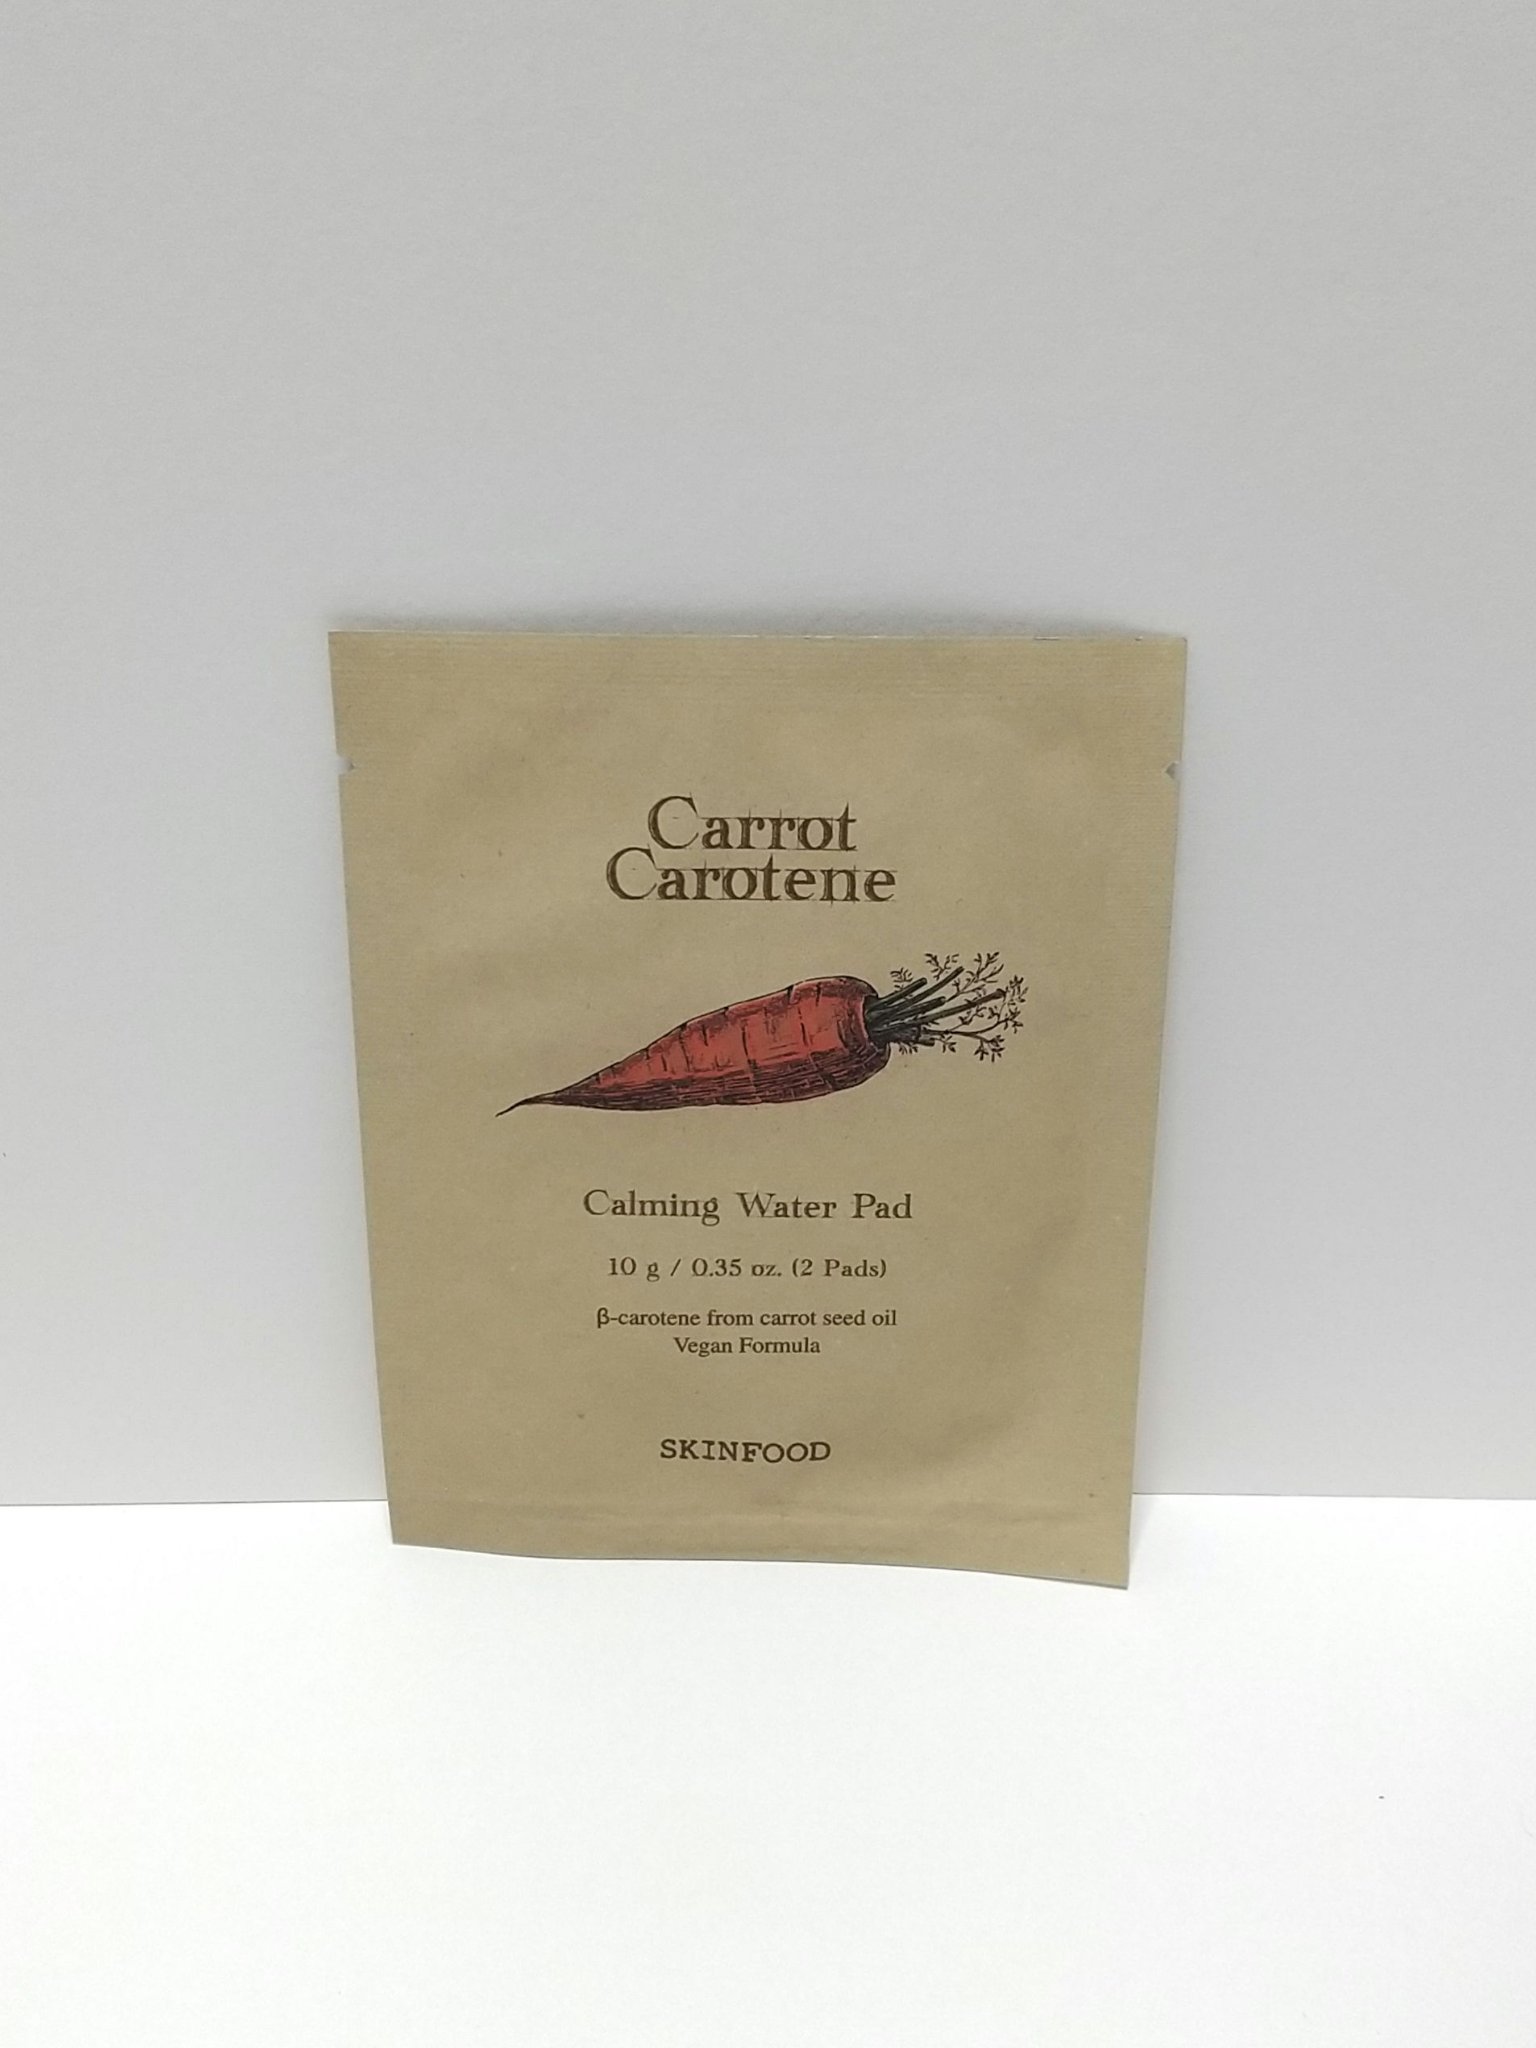 Carrot
Carotene
Calming Water Pad
10 g / 0.35 oz. (2 Pads)
β-carotene from carrot seed oil
Vegan Formula
SKINFOOD